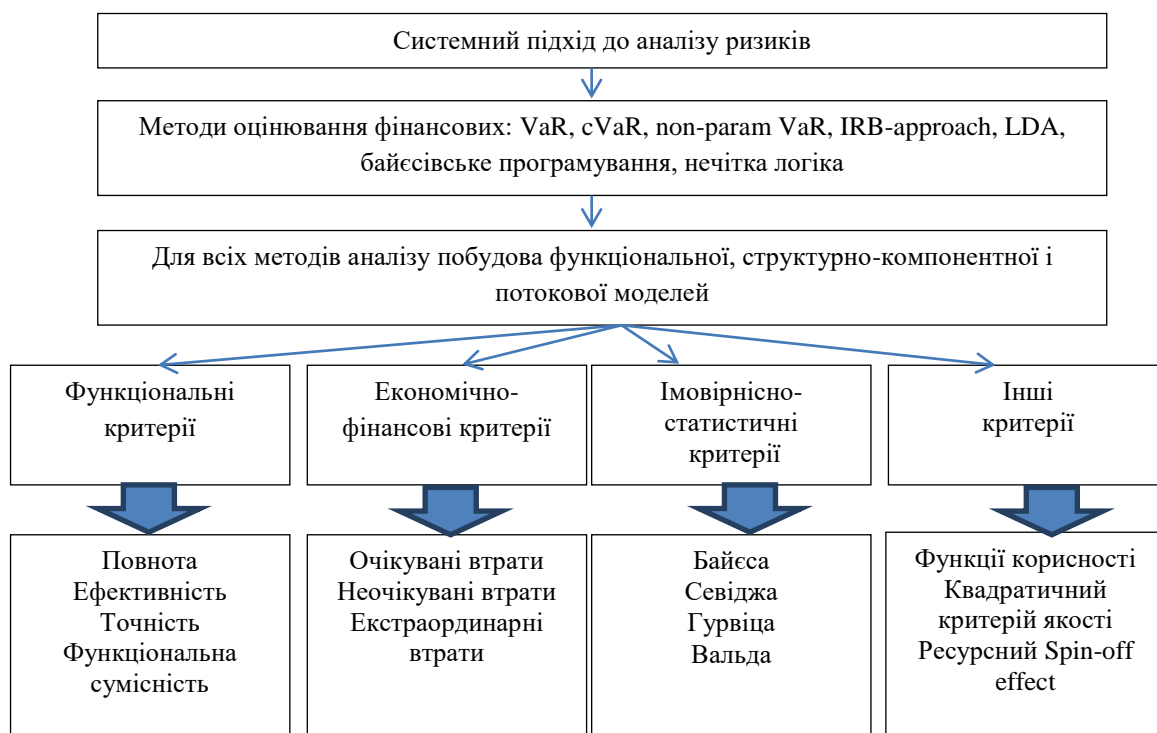 Системний підхід до аналізу ризиків
Методи оцінювання фінансових: VaR, cVaR, non-param VaR, IRB-approach, LDA,
байєсівське програмування, нечітка логіка
Для всіх методів аналізу побудова функціональної, структурно-компонентної і
потокової моделей
Функціональні
критерії
Економічно-
фінансові критерії
Імовірнісно-
статистичні
критерії
Інші
критерії
Повнота
Ефективність
Точність
Функціональна
сумісність
Очікувані втрати
Неочікувані втрати
Екстраординарні
втрати
Байєса
Севіджа
Гурвіца
Вальда
Функції корисності
Квадратичний
критерій якості
Ресурсний Spin-off
effect